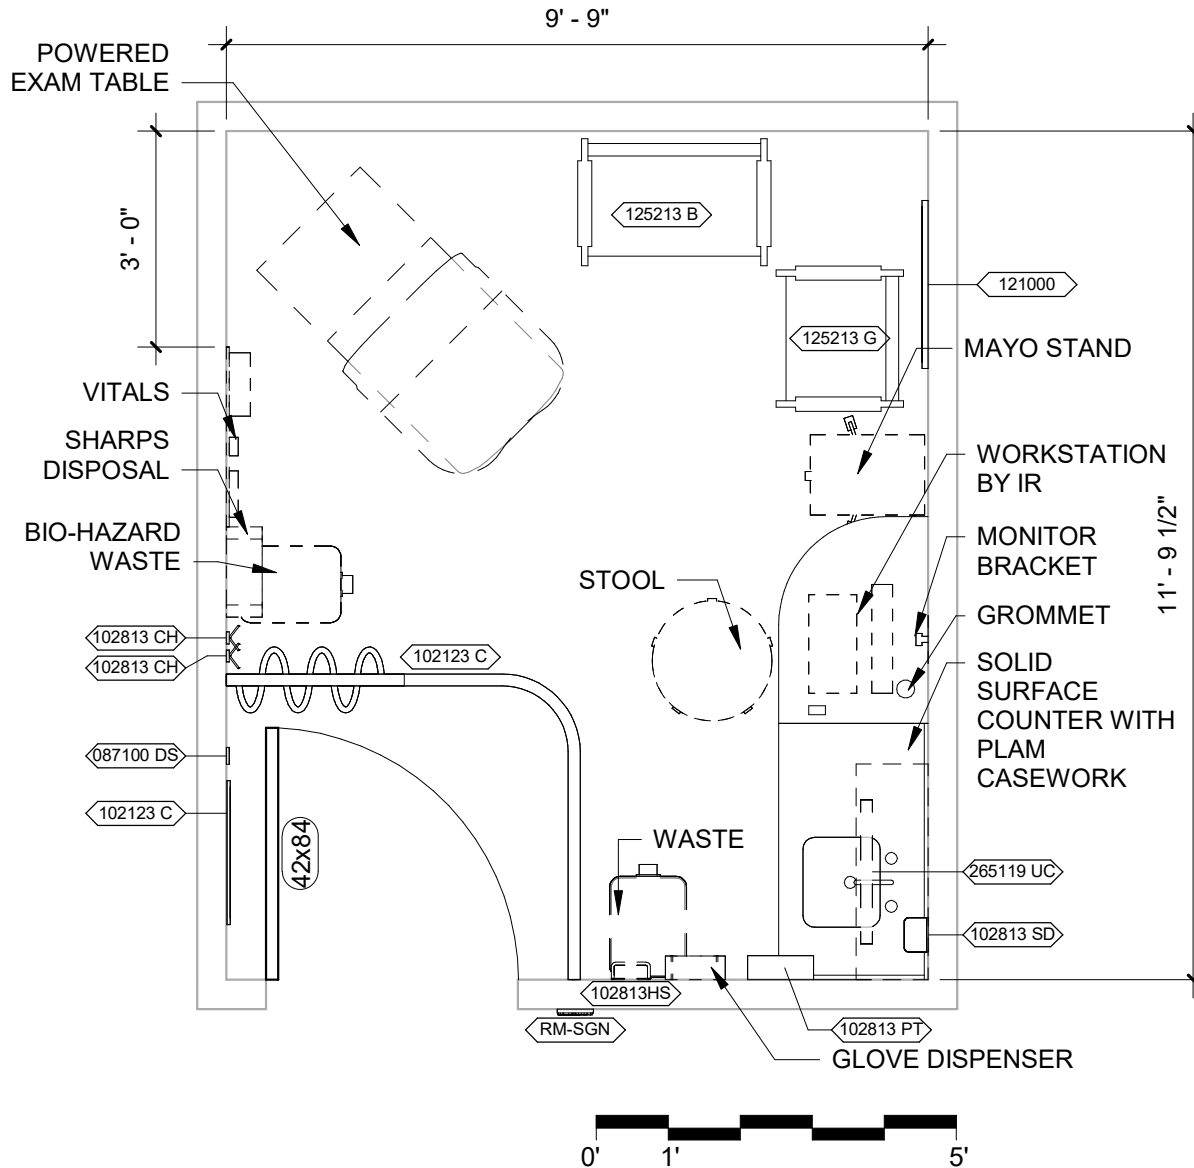 9' - 9"
POWERED
EXAM TABLE
3' - 0"
125213 B
121000
125213 G
MAYO STAND
VITALS
SHARPS
DISPOSAL
WORKSTATION
BY IR
BIO-HAZARD
WASTE
MONITOR
BRACKET
11' - 9 1/2"
STOOL
GROMMET
102813 CH
102813 CH
102123 C
SOLID
SURFACE
COUNTER WITH
PLAM
CASEWORK
087100 DS
102123 C
42x84
WASTE
265119 UC
102813 SD
102813HS
RM-SGN
102813 PT
GLOVE DISPENSER
0'
1'
5'